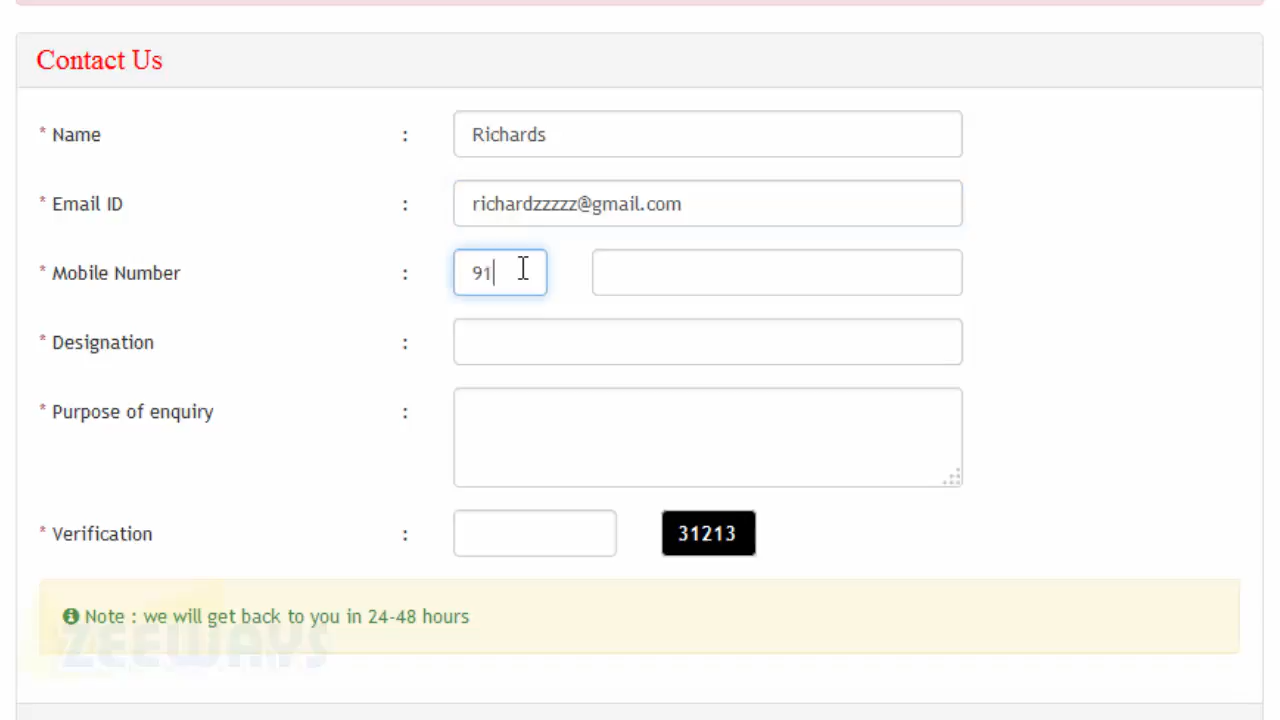 Contact Us
* Name : Richards
* Email ID : richardzzzzz@gmail.com
* Mobile Number : 91
* Designation :
* Purpose of enquiry :
* Verification : 31213
Note : we will get back to you in 24-48 hours
ZEEWAYS